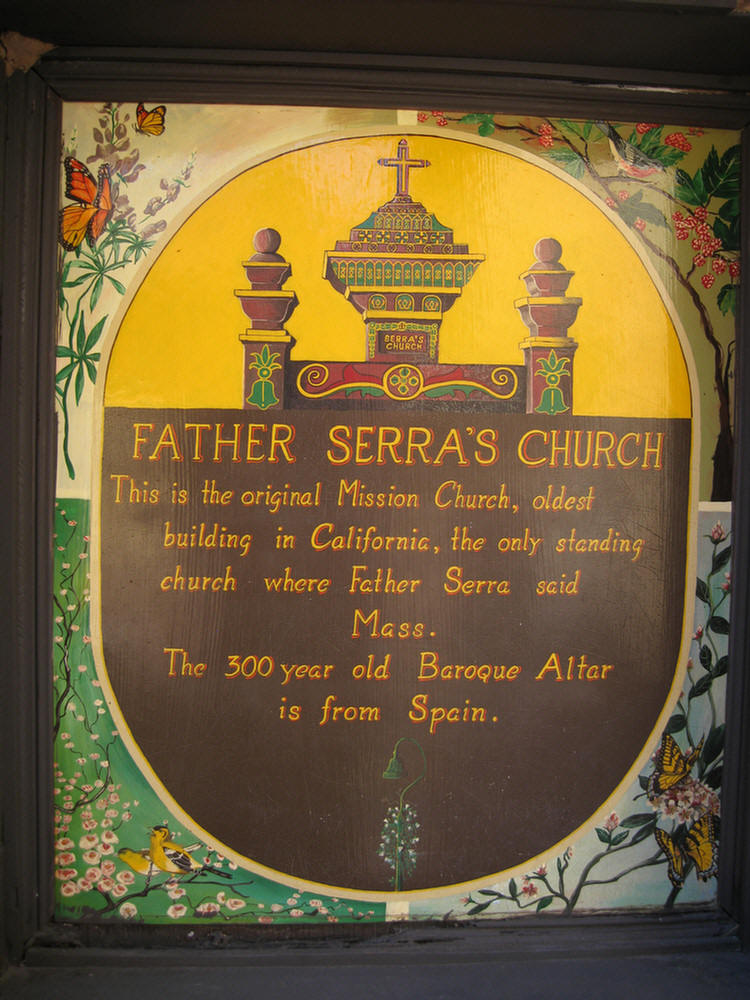 SERRA'S
CHURCH
FATHER SERRA'S CHURCH
This is the original Mission Church, oldest
building in California, the only standing
church where Father Serra said
Mass.
The 300 year old Baroque Altar
is from Spain.